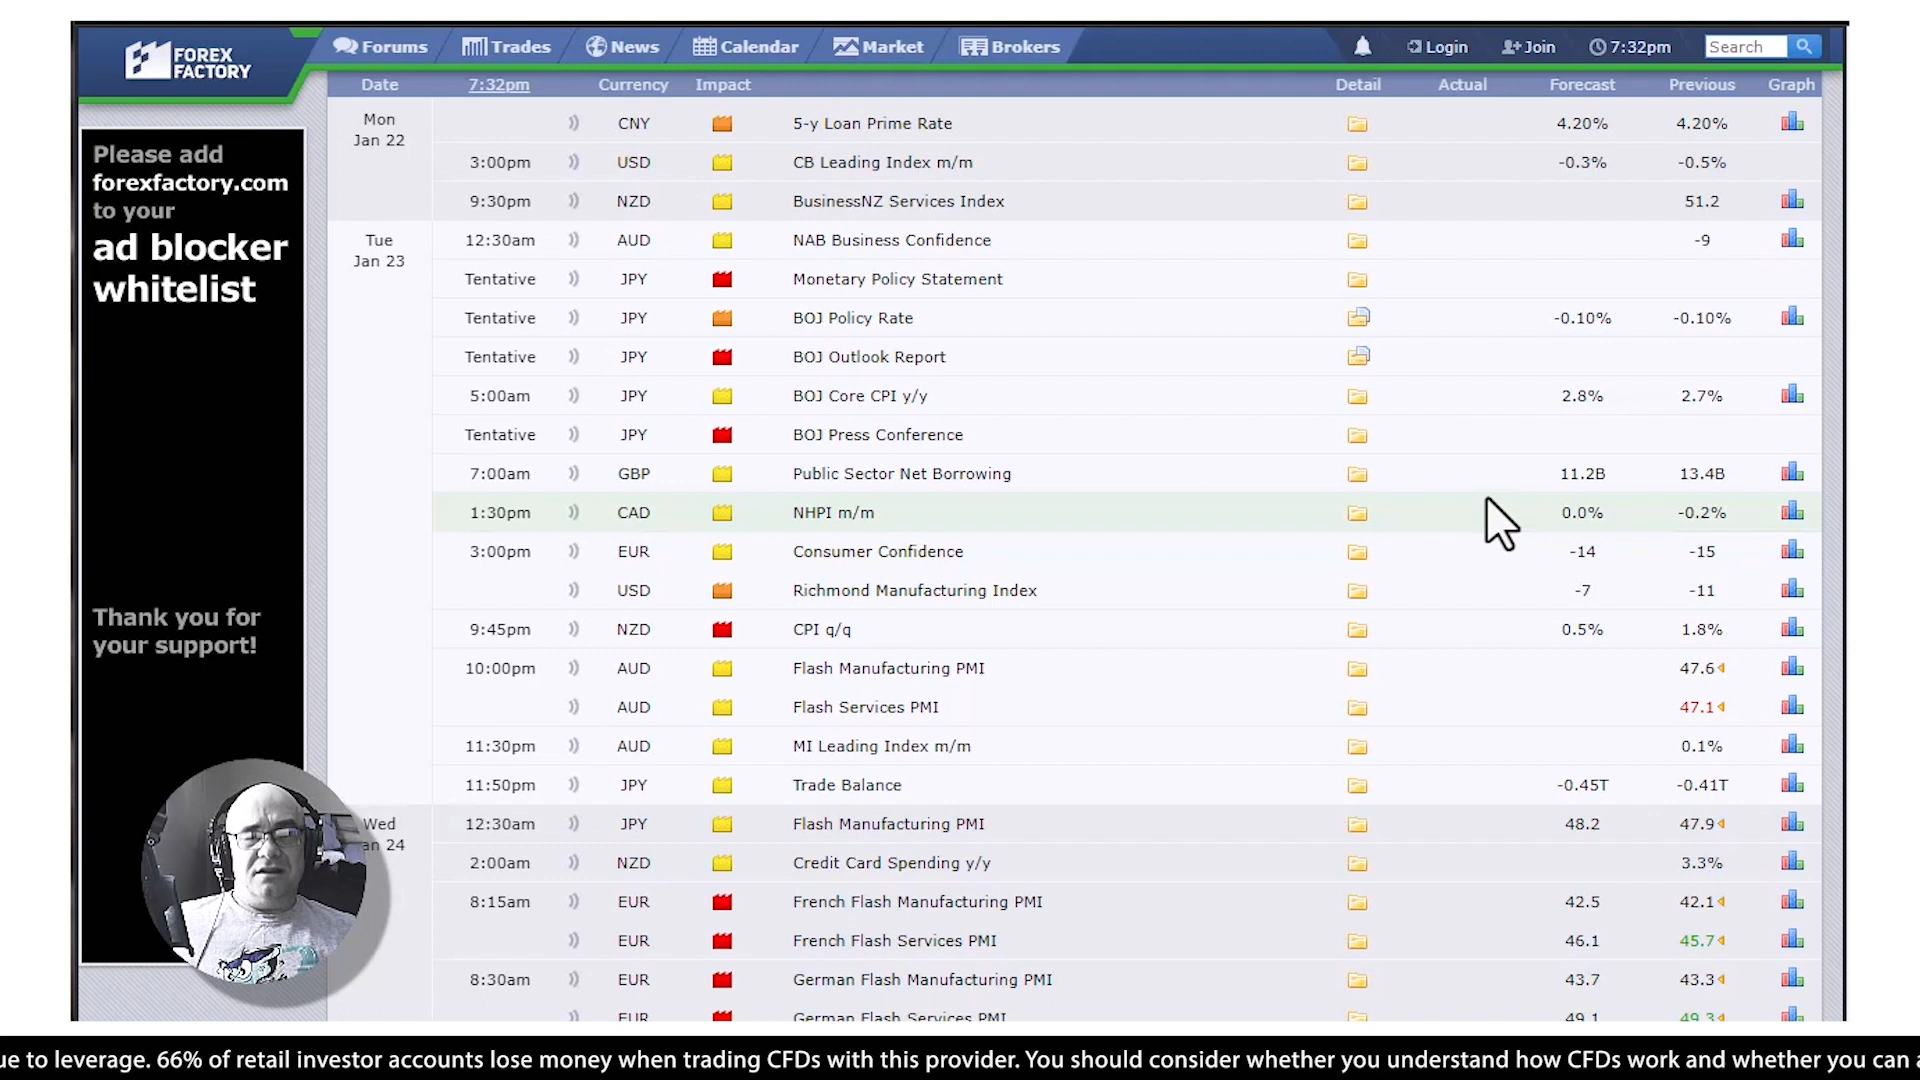 FOREX
FACTORY
Forums Trades News Calendar Market Brokers Login Join 7:32pm Search
Date 7:32pm Currency Impact Detail Actual Forecast Previous Graph
Please add
forexfactory.com
to your
ad blocker
whitelist
Thank you for
your support!
Mon
Jan 22
CNY 5-y Loan Prime Rate 4.20% 4.20%
3:00pm USD CB Leading Index m/m -0.3% -0.5%
9:30pm NZD BusinessNZ Services Index 51.2
Tue
Jan 23
12:30am AUD NAB Business Confidence -9
Tentative JPY Monetary Policy Statement
Tentative JPY BOJ Policy Rate -0.10% -0.10%
Tentative JPY BOJ Outlook Report
5:00am JPY BOJ Core CPI y/y 2.8% 2.7%
Tentative JPY BOJ Press Conference
7:00am GBP Public Sector Net Borrowing 11.2B 13.4B
1:30pm CAD NHPI m/m 0.0% -0.2%
3:00pm EUR Consumer Confidence -14 -15
USD Richmond Manufacturing Index -7 -11
9:45pm NZD CPI q/q 0.5% 1.8%
10:00pm AUD Flash Manufacturing PMI 47.6
AUD Flash Services PMI 47.1
11:30pm AUD MI Leading Index m/m 0.1%
11:50pm JPY Trade Balance -0.45T -0.41T
Wed
an 24
12:30am JPY Flash Manufacturing PMI 48.2 47.9
2:00am NZD Credit Card Spending y/y 3.3%
8:15am EUR French Flash Manufacturing PMI 42.5 42.1
EUR French Flash Services PMI 46.1 45.7
8:30am EUR German Flash Manufacturing PMI 43.7 43.3
EUR German Flash Services PMI 49.1 49.3
ue to leverage. 66% of retail investor accounts lose money when trading CFDs with this provider. You should consider whether you understand how CFDs work and whether you can a